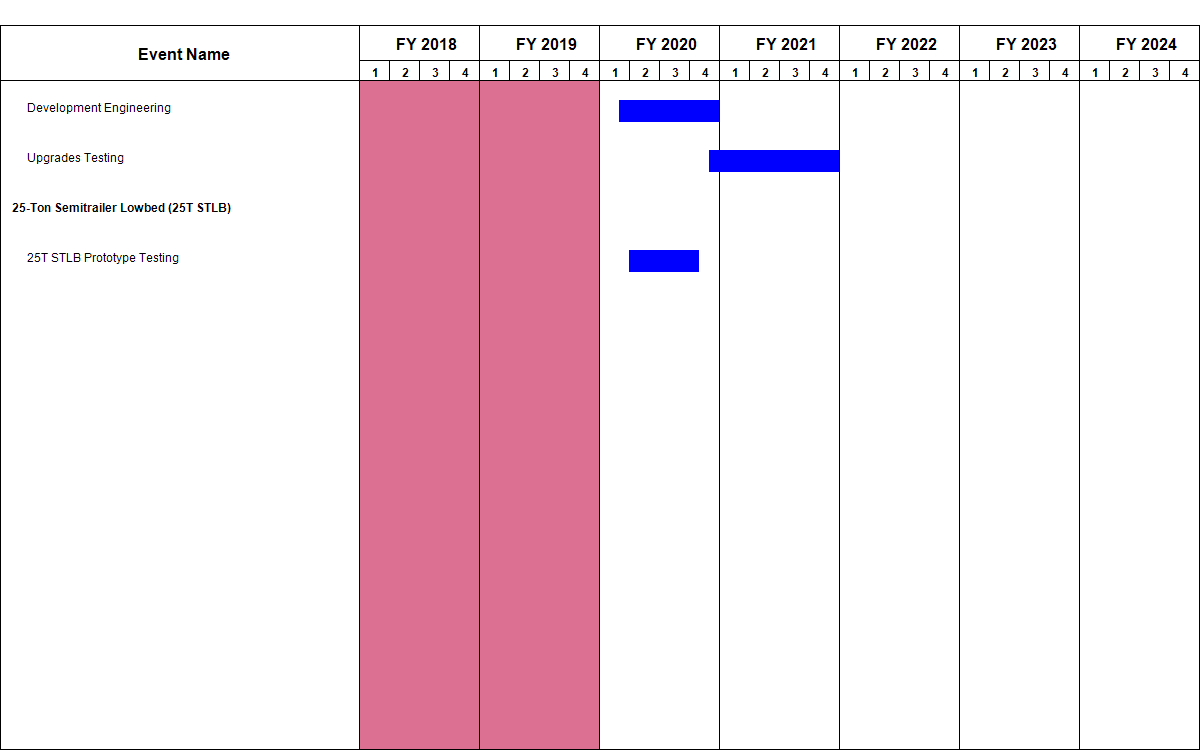 Event Name
FY 2018 FY 2019 FY 2020 FY 2021 FY 2022 FY 2023 FY 2024
1 2 3 4 1 2 3 4 1 2 3 4 1 2 3 4 1 2 3 4 1 2 3 4 1 2 3 4
Development Engineering
Upgrades Testing
25-Ton Semitrailer Lowbed (25T STLB)
25T STLB Prototype Testing